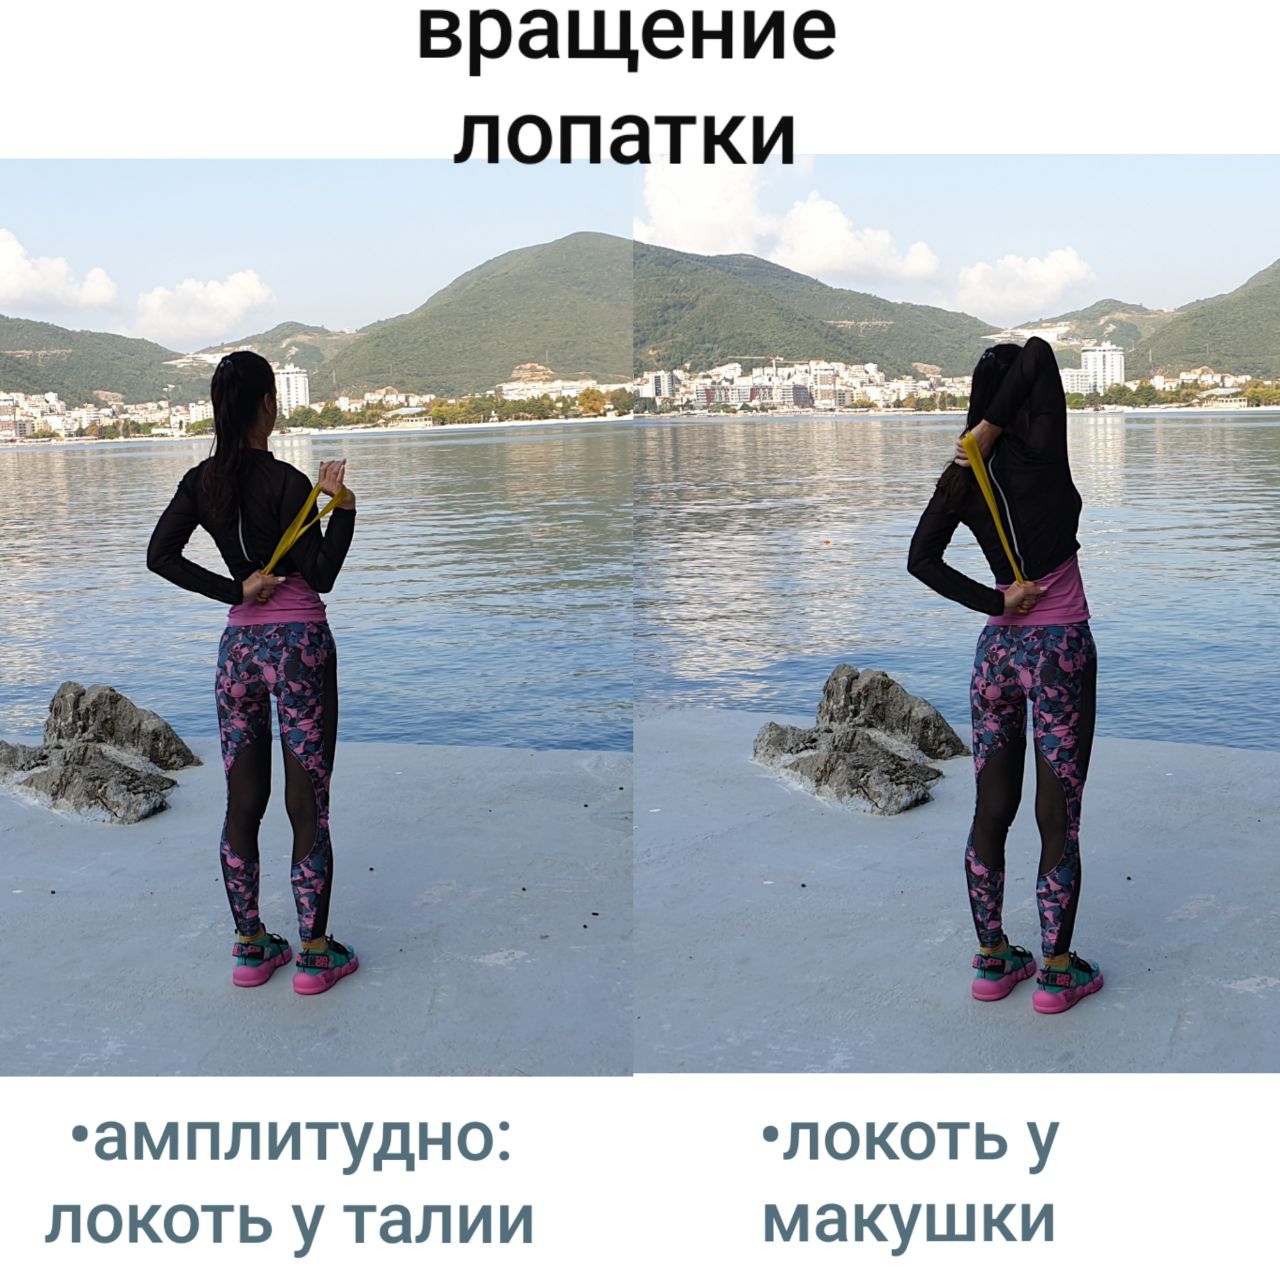 вращение
лопатки
•амплитудно:
локоть у талии
•локоть у
макушки